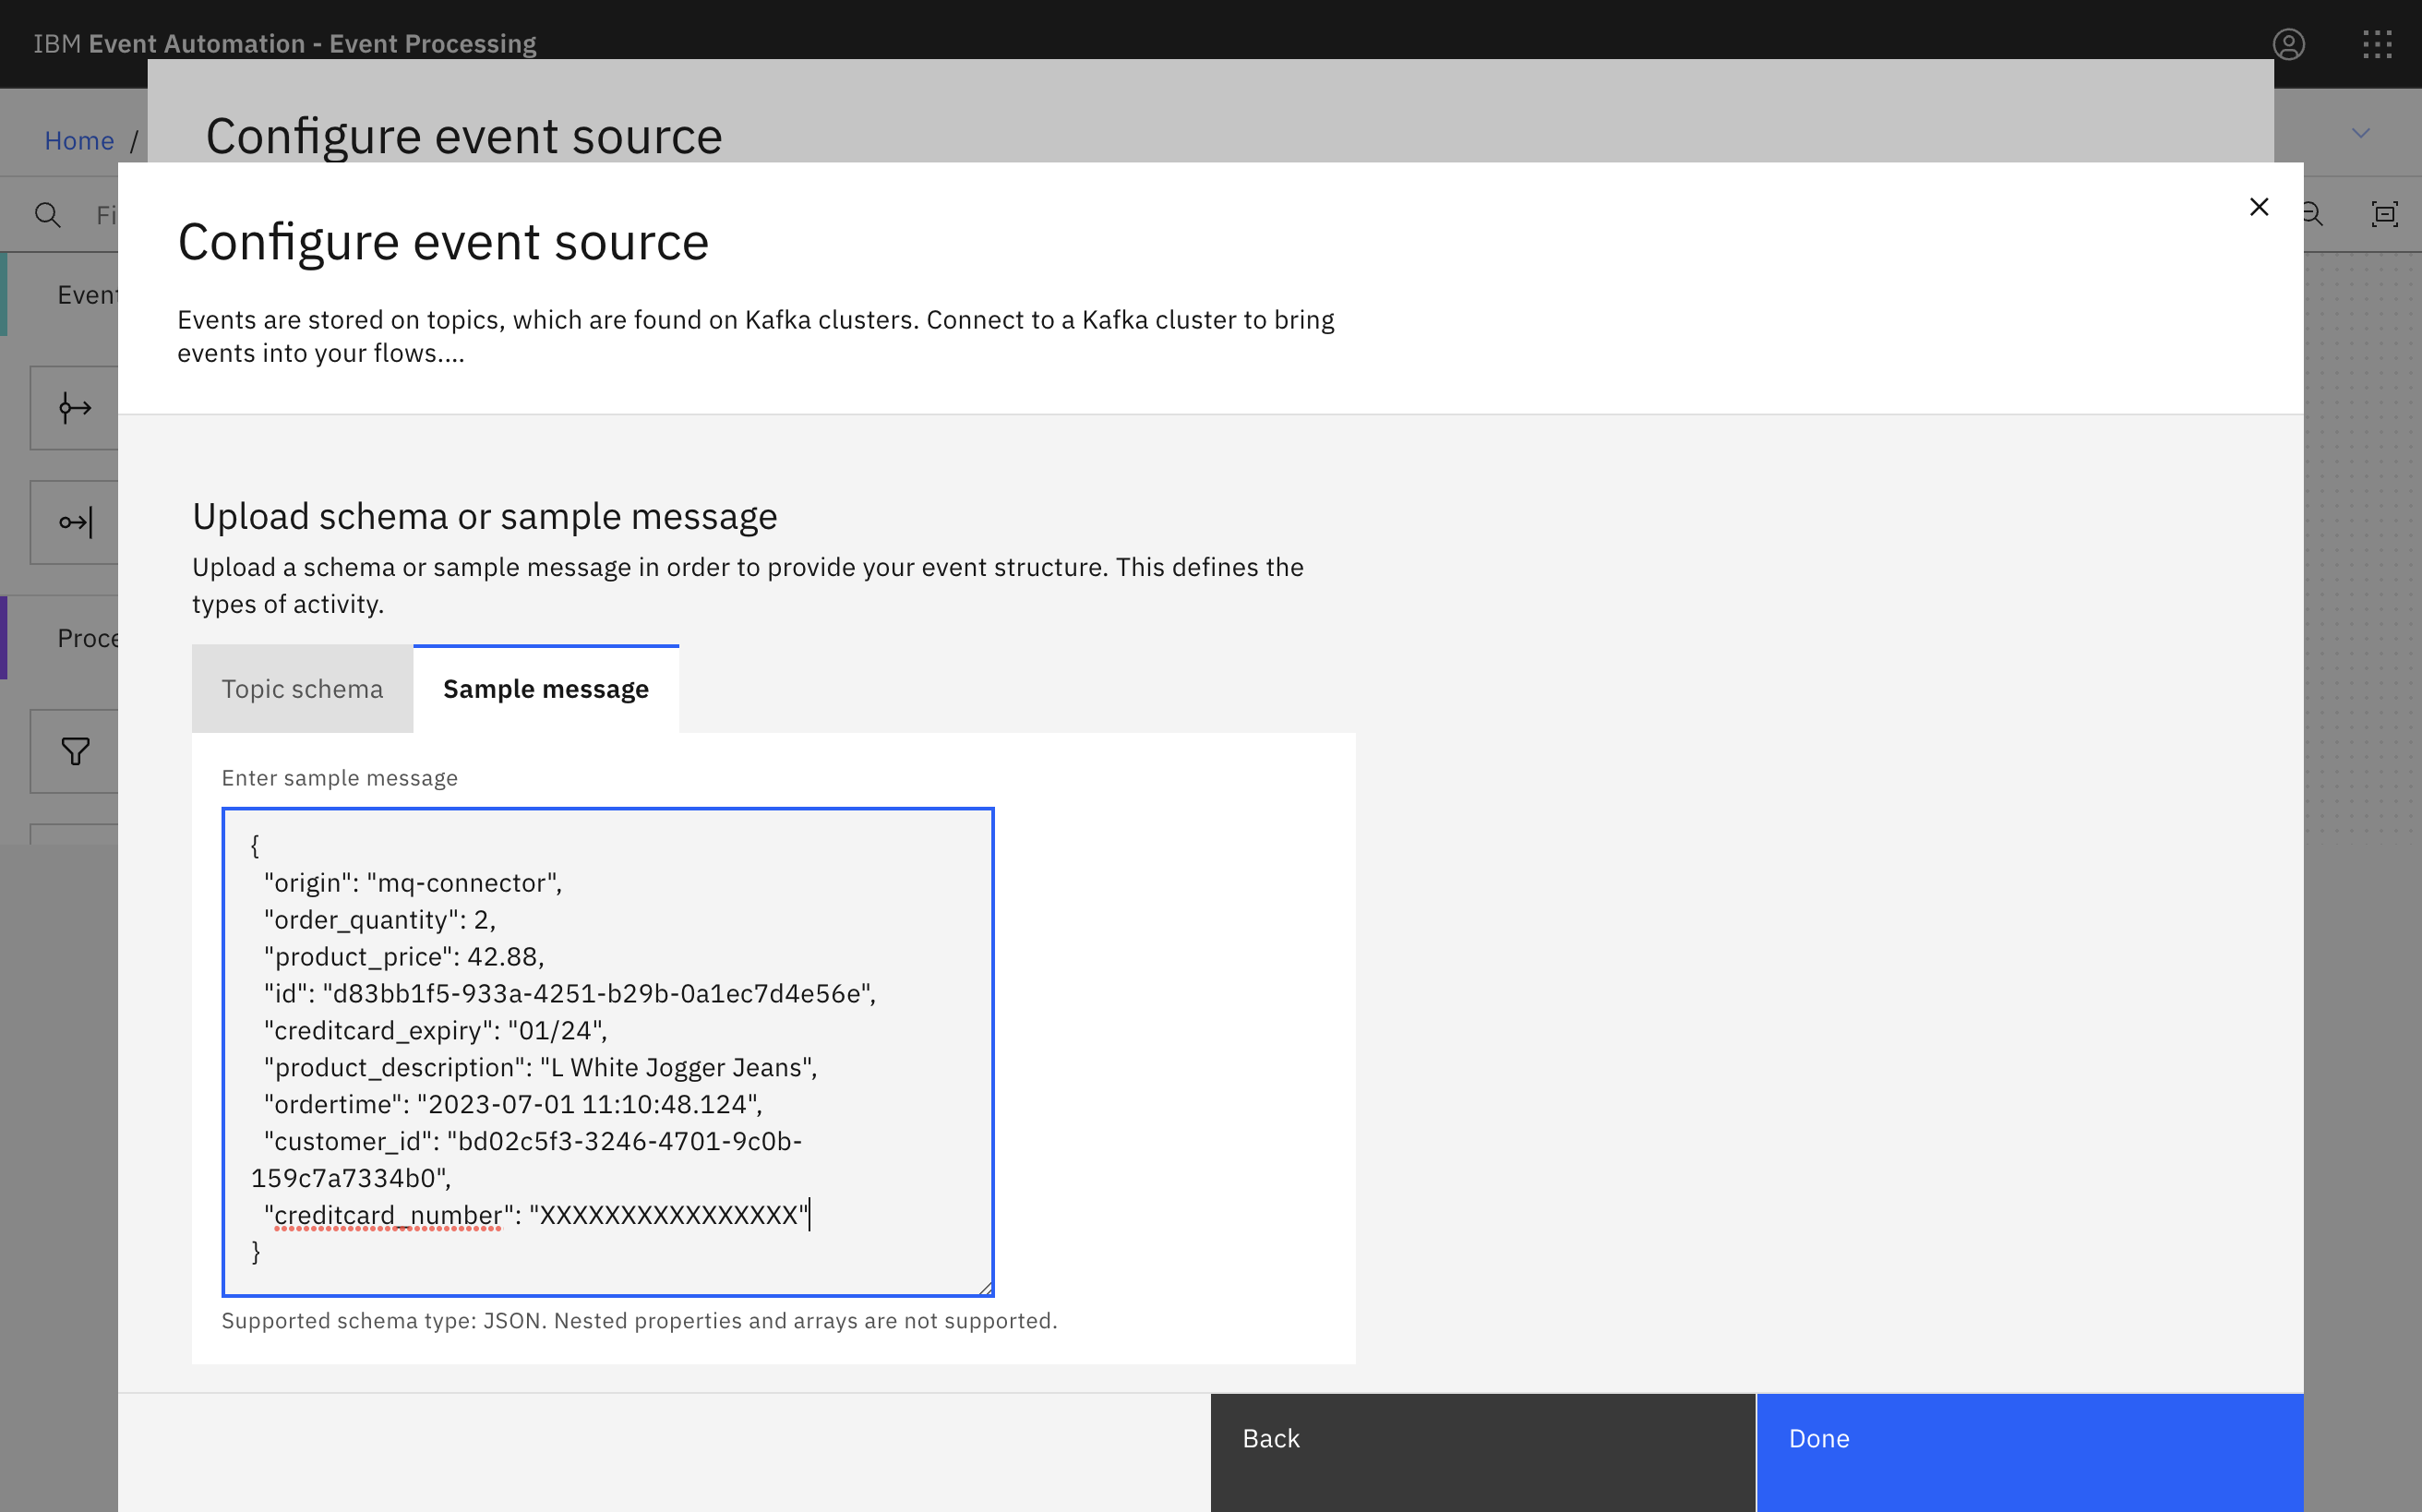 IBM Event Automation - Event Processing
Configure event source
Home /
Configure event source
Events are stored on topics, which are found on Kafka clusters. Connect to a Kafka cluster to bring
events into your flows....
Upload schema or sample message
Upload a schema or sample message in order to provide your event structure. This defines the
types of activity.
Topic schema
Sample message
Enter sample message
{
"origin": "mq-connector",
"order_quantity": 2,
"product_price": 42.88,
"id": "d83bb1f5-933a-4251-b29b-0a1ec7d4e56e",
"creditcard_expiry": "01/24",
"product_description": "L White Jogger Jeans",
"ordertime": "2023-07-01 11:10:48.124",
"customer_id": "bd02c5f3-3246-4701-9c0b-
159c7a7334b0",
"creditcard_number": "XXXXXXXXXXXXXXXX"
}
Supported schema type: JSON. Nested properties and arrays are not supported.
Back
Done